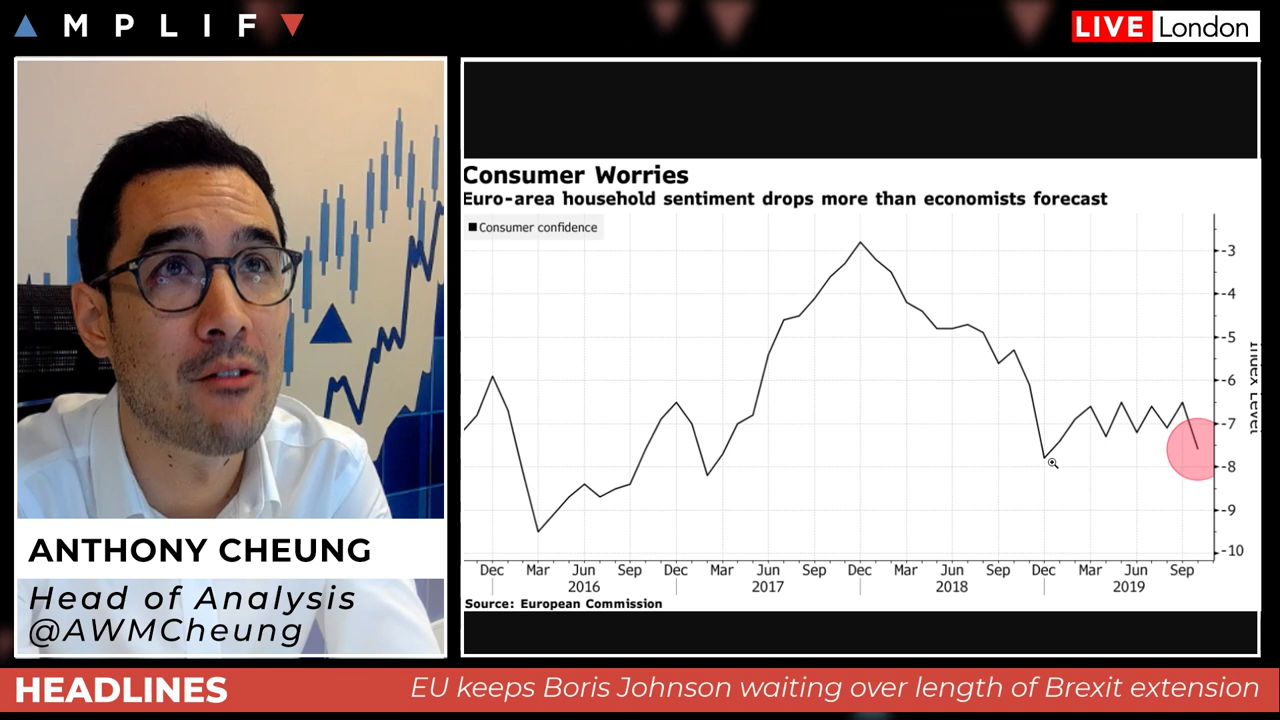 AMPLIFY
LIVE London
Consumer Worries
Euro-area household sentiment drops more than economists forecast
Consumer confidence
-3
-4
-5
-6
-7
-8
-9
-10
Index Level
Dec Mar Jun Sep Dec Mar Jun Sep Dec Mar Jun Sep Dec Mar Jun Sep
2016 2017 2018 2019
Source: European Commission
ANTHONY CHEUNG
Head of Analysis
@AWMCheung
HEADLINES
EU keeps Boris Johnson waiting over length of Brexit extension